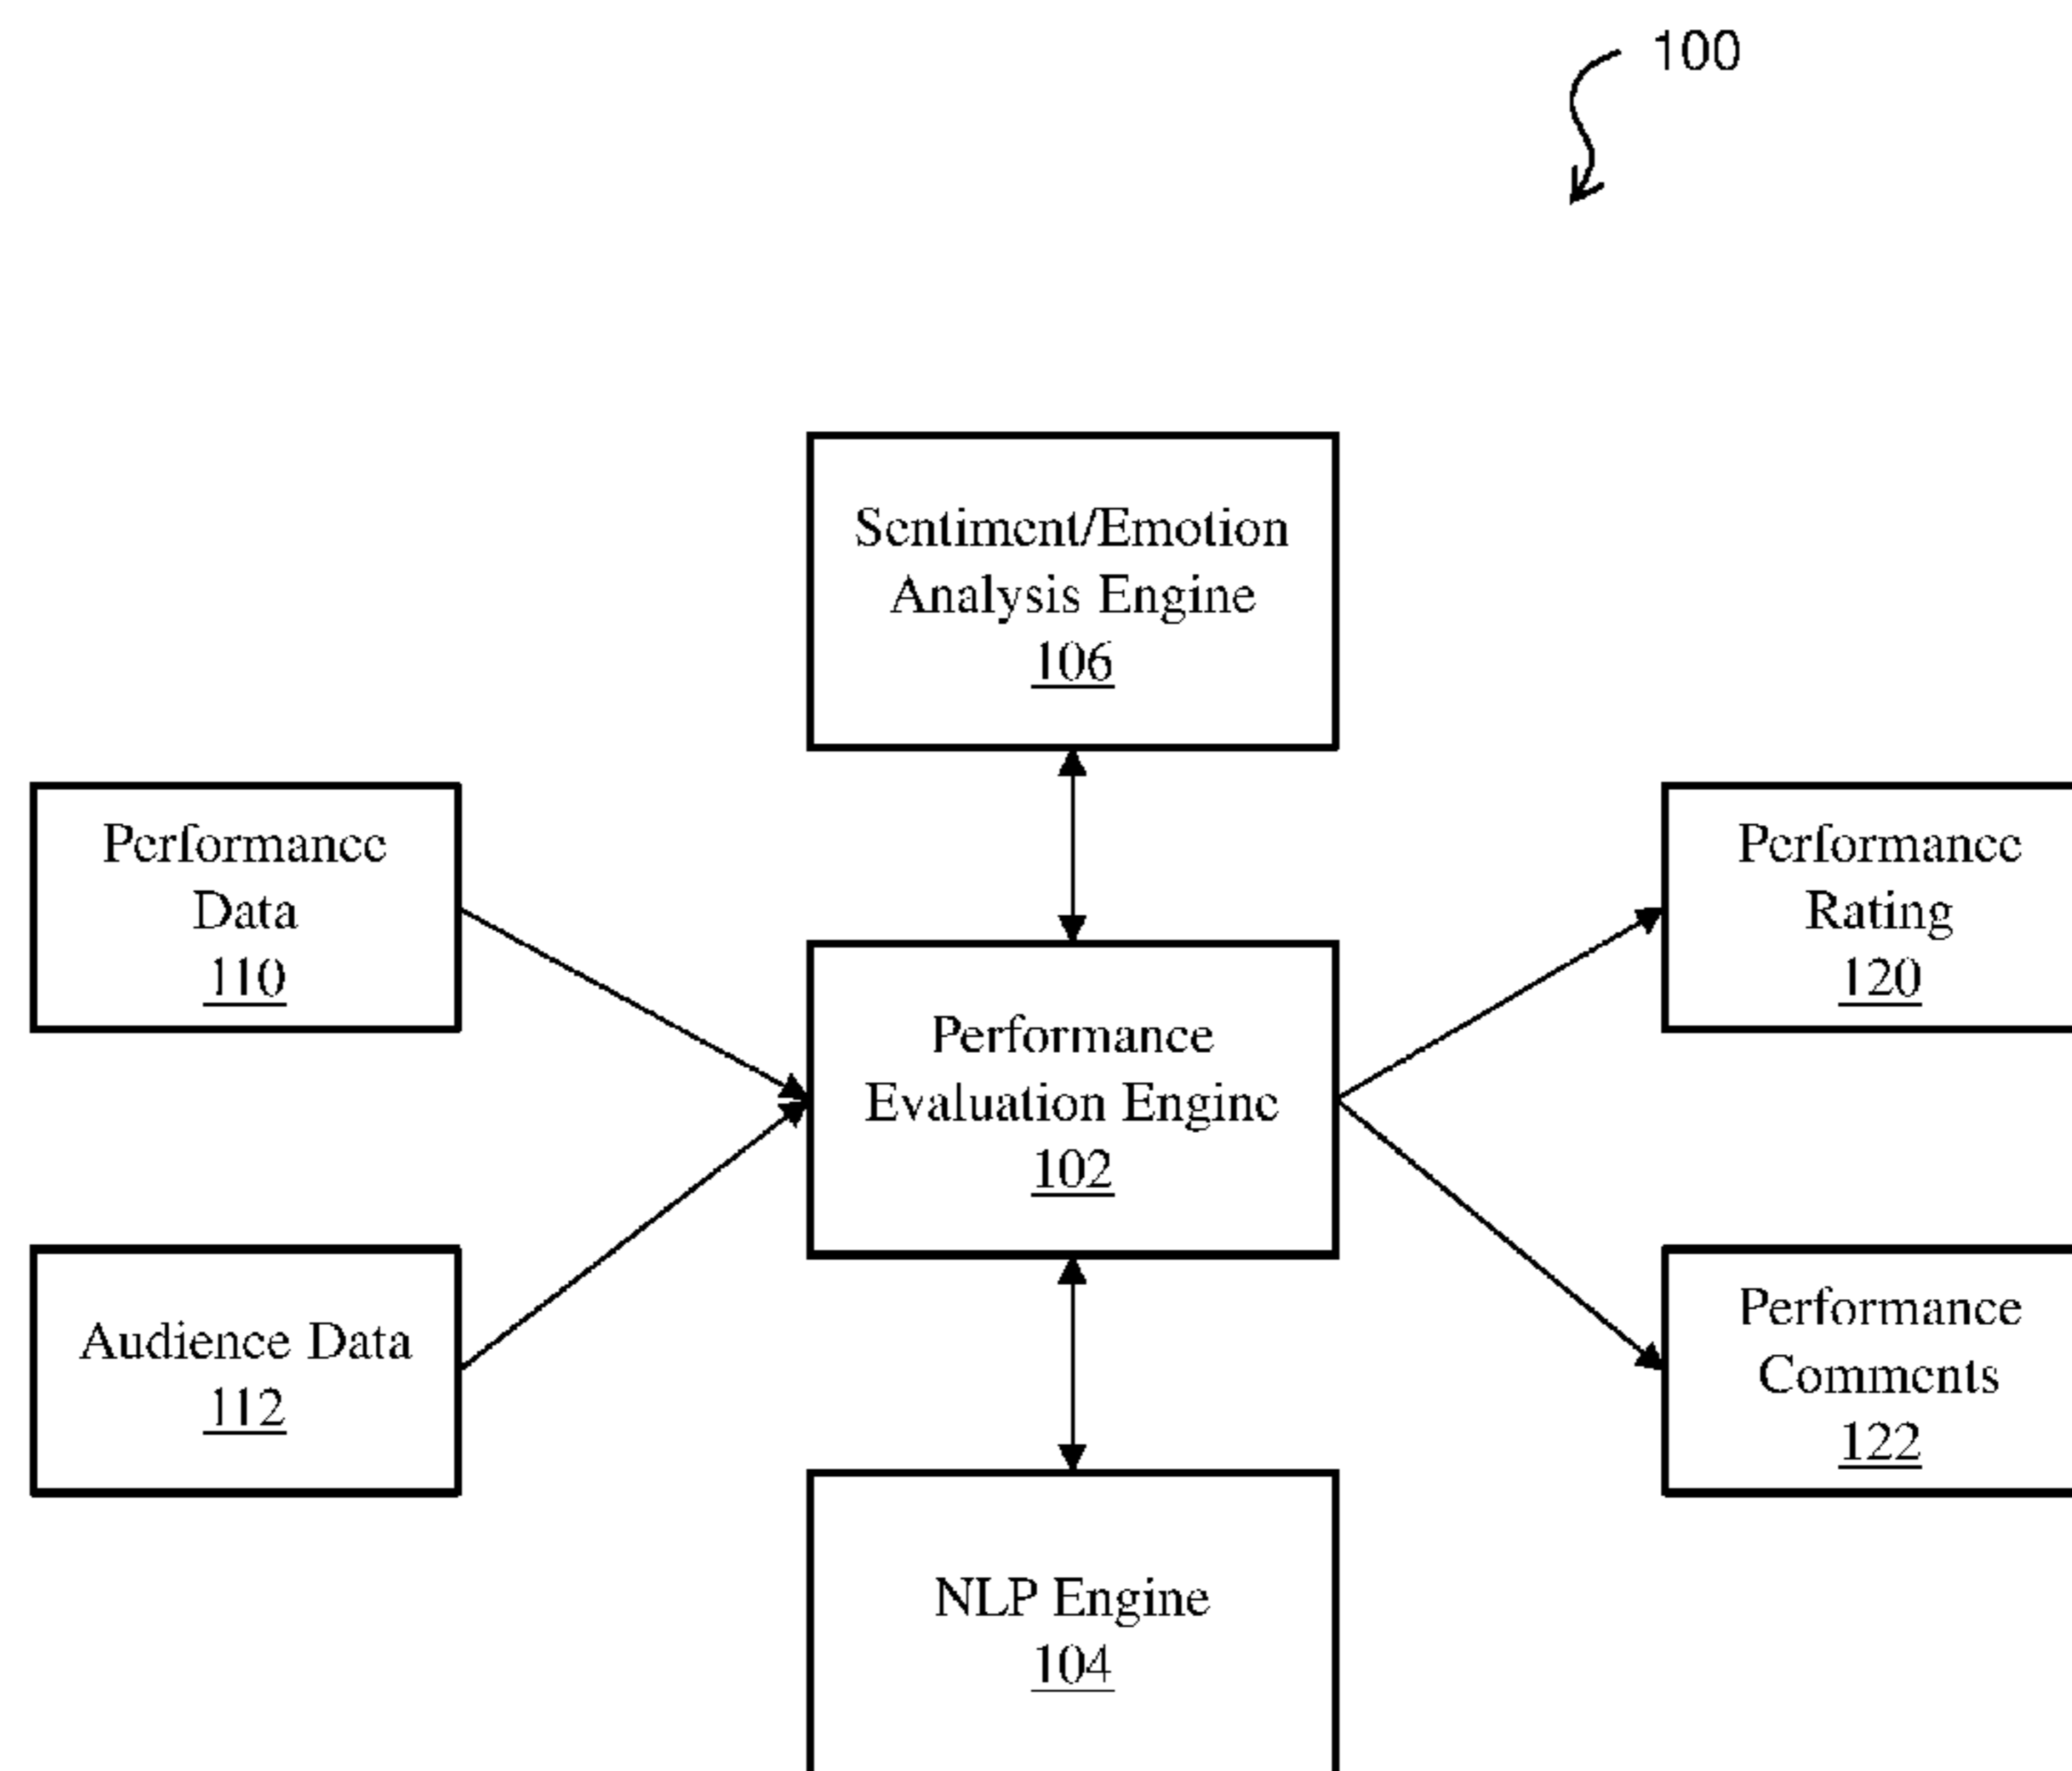 100
Sentiment/Emotion
Analysis Engine
106
Performance
Data
110
Performance
Rating
120
Performance
Evaluation Engine
102
Audience Data
112
Performance
Comments
122
NLP Engine
104